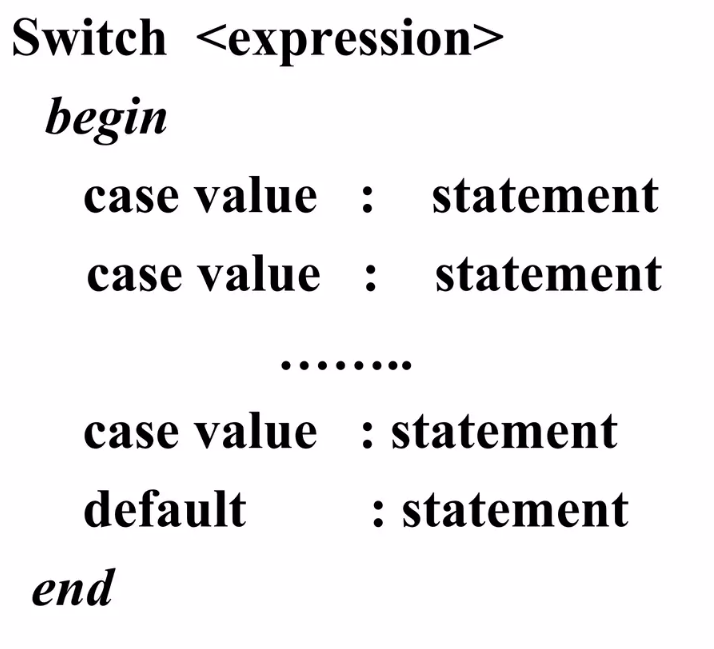 Switch <expression>
begin
case value : statement
case value : statement
……..
case value : statement
default : statement
end